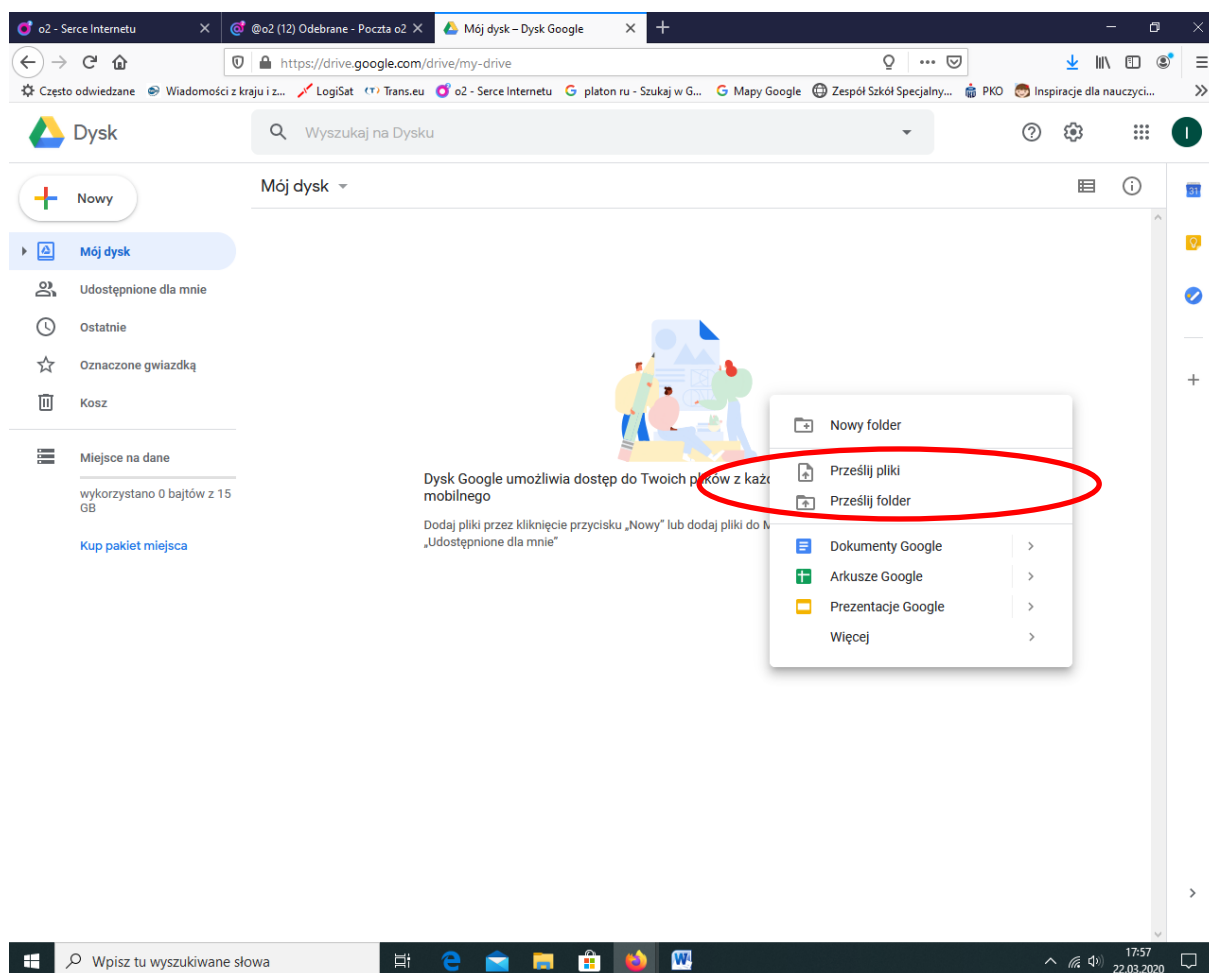 o2 - Serce Internetu
@o2 (12) Odebrane - Poczta o2
Mój dysk – Dysk Google
https://drive.google.com/drive/my-drive
Często odwiedzane
Wiadomości z kraju i z...
LogiSat
Trans.eu
o2 - Serce Internetu
platon ru - Szukaj w G...
Mapy Google
Zespół Szkół Specjalny...
PKO
Inspiracje dla nauczyci...
Dysk
Wyszukaj na Dysku
I
Nowy
Mój dysk
31
Mój dysk
Udostępnione dla mnie
Ostatnie
Oznaczone gwiazdką
Kosz
Miejsce na dane
wykorzystano 0 bajtów z 15
GB
Kup pakiet miejsca
Dysk Google umożliwia dostęp do Twoich plików z każd
mobilnego
Dodaj pliki przez kliknięcie przycisku „Nowy” lub dodaj pliki do M
„Udostępnione dla mnie”
Nowy folder
Prześlij pliki
Prześlij folder
Dokumenty Google
Arkusze Google
Prezentacje Google
Więcej
Wpisz tu wyszukiwane słowa
17:57
22.03.2020